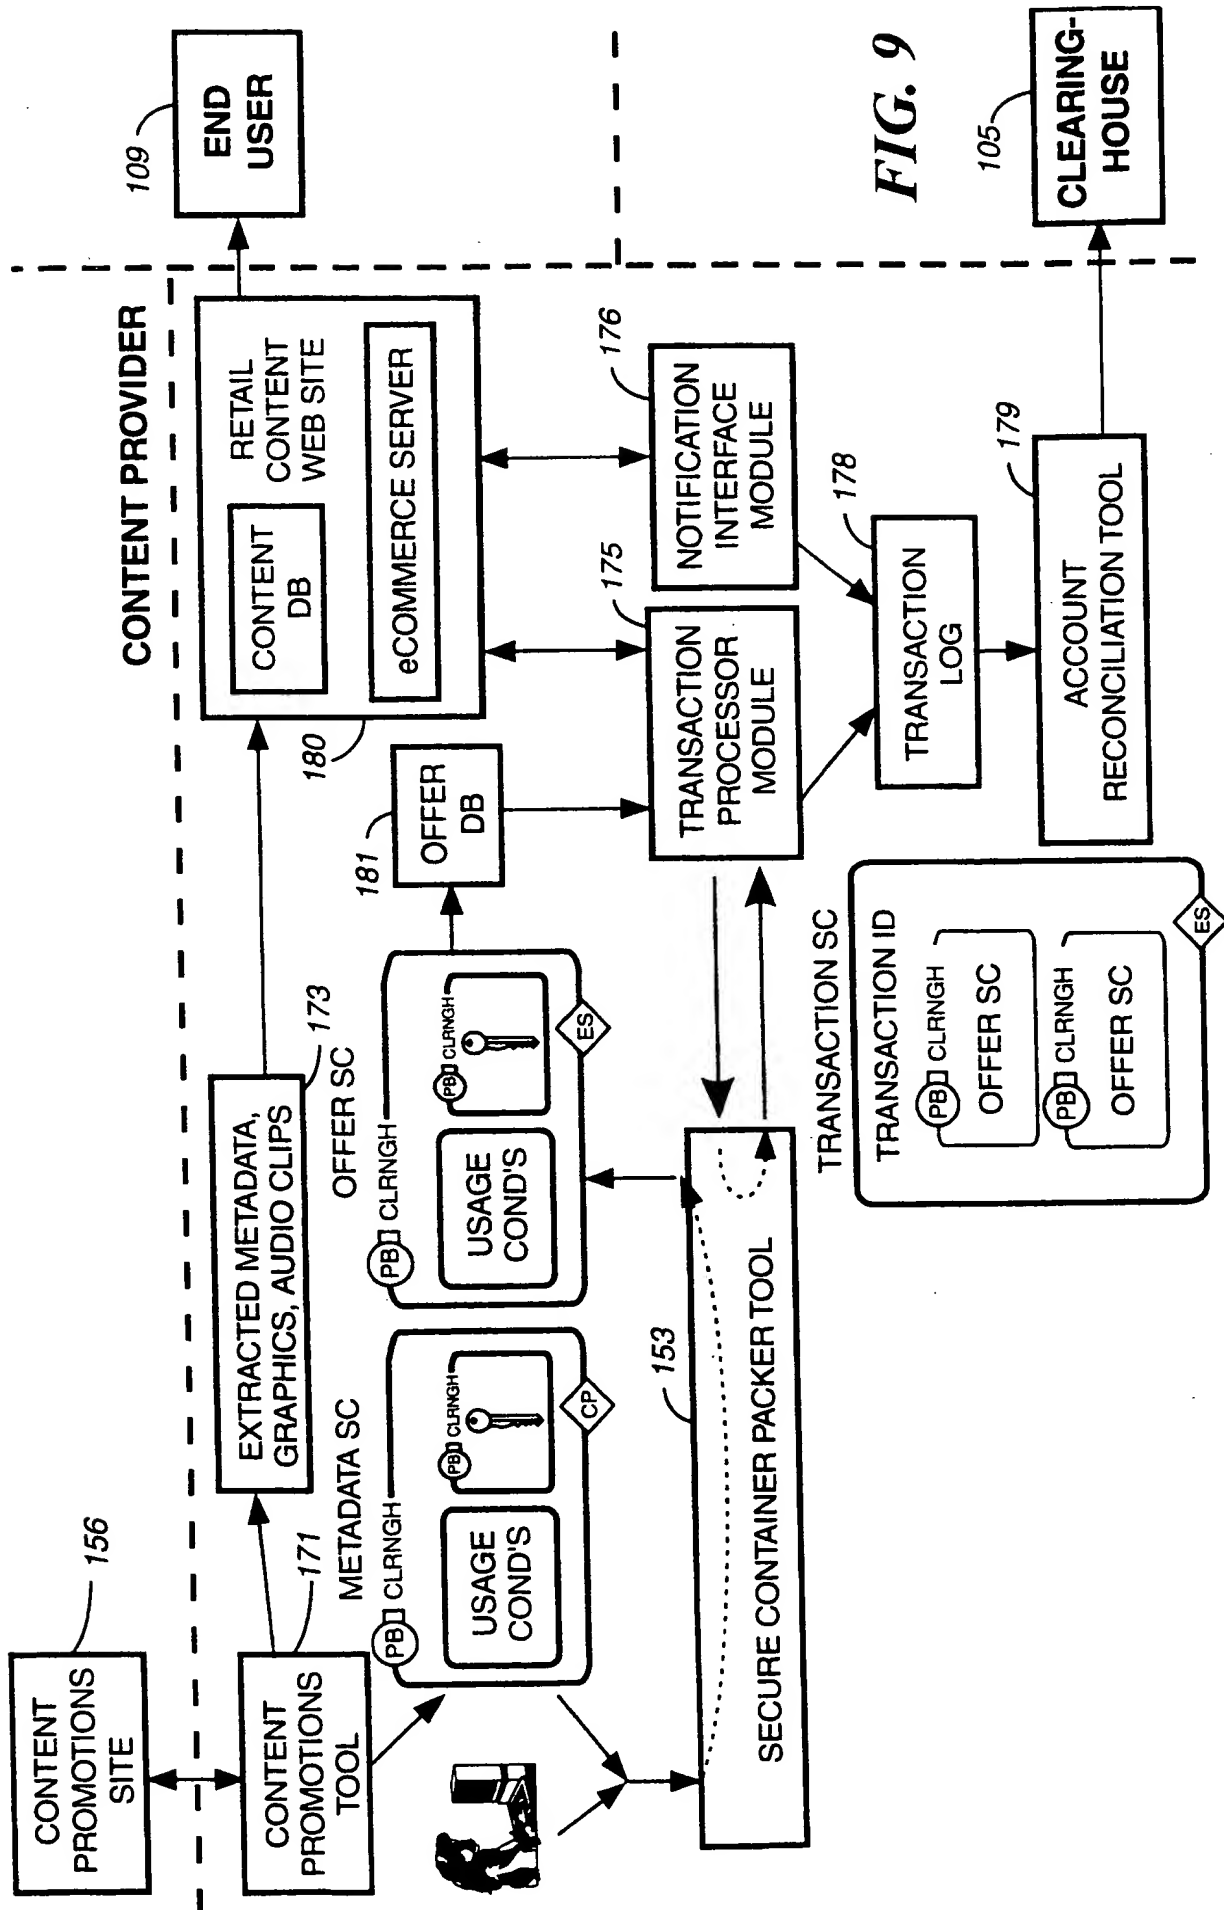 CONTENT
PROMOTIONS
SITE
156
CONTENT PROVIDER
109
END
USER
CONTENT
PROMOTIONS
TOOL
171
EXTRACTED METADATA,
GRAPHICS, AUDIO CLIPS
173
RETAIL
CONTENT
WEB SITE
CONTENT
DB
eCOMMERCE SERVER
180
METADATA SC
PB CLRNGH
USAGE
COND'S
PB CLRNGH
CP
OFFER SC
PB CLRNGH
USAGE
COND'S
PB CLRNGH
ES
181
OFFER
DB
153
SECURE CONTAINER PACKER TOOL
TRANSACTION
PROCESSOR
MODULE
175
NOTIFICATION
INTERFACE
MODULE
176
TRANSACTION
LOG
178
ACCOUNT
RECONCILIATION TOOL
179
TRANSACTION SC
TRANSACTION ID
PB CLRNGH
OFFER SC
PB CLRNGH
OFFER SC
ES
FIG. 9
105
CLEARING-
HOUSE